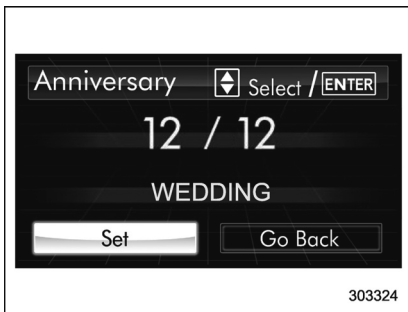 Anniversary Select / ENTER
12 / 12
WEDDING
Set Go Back
303324